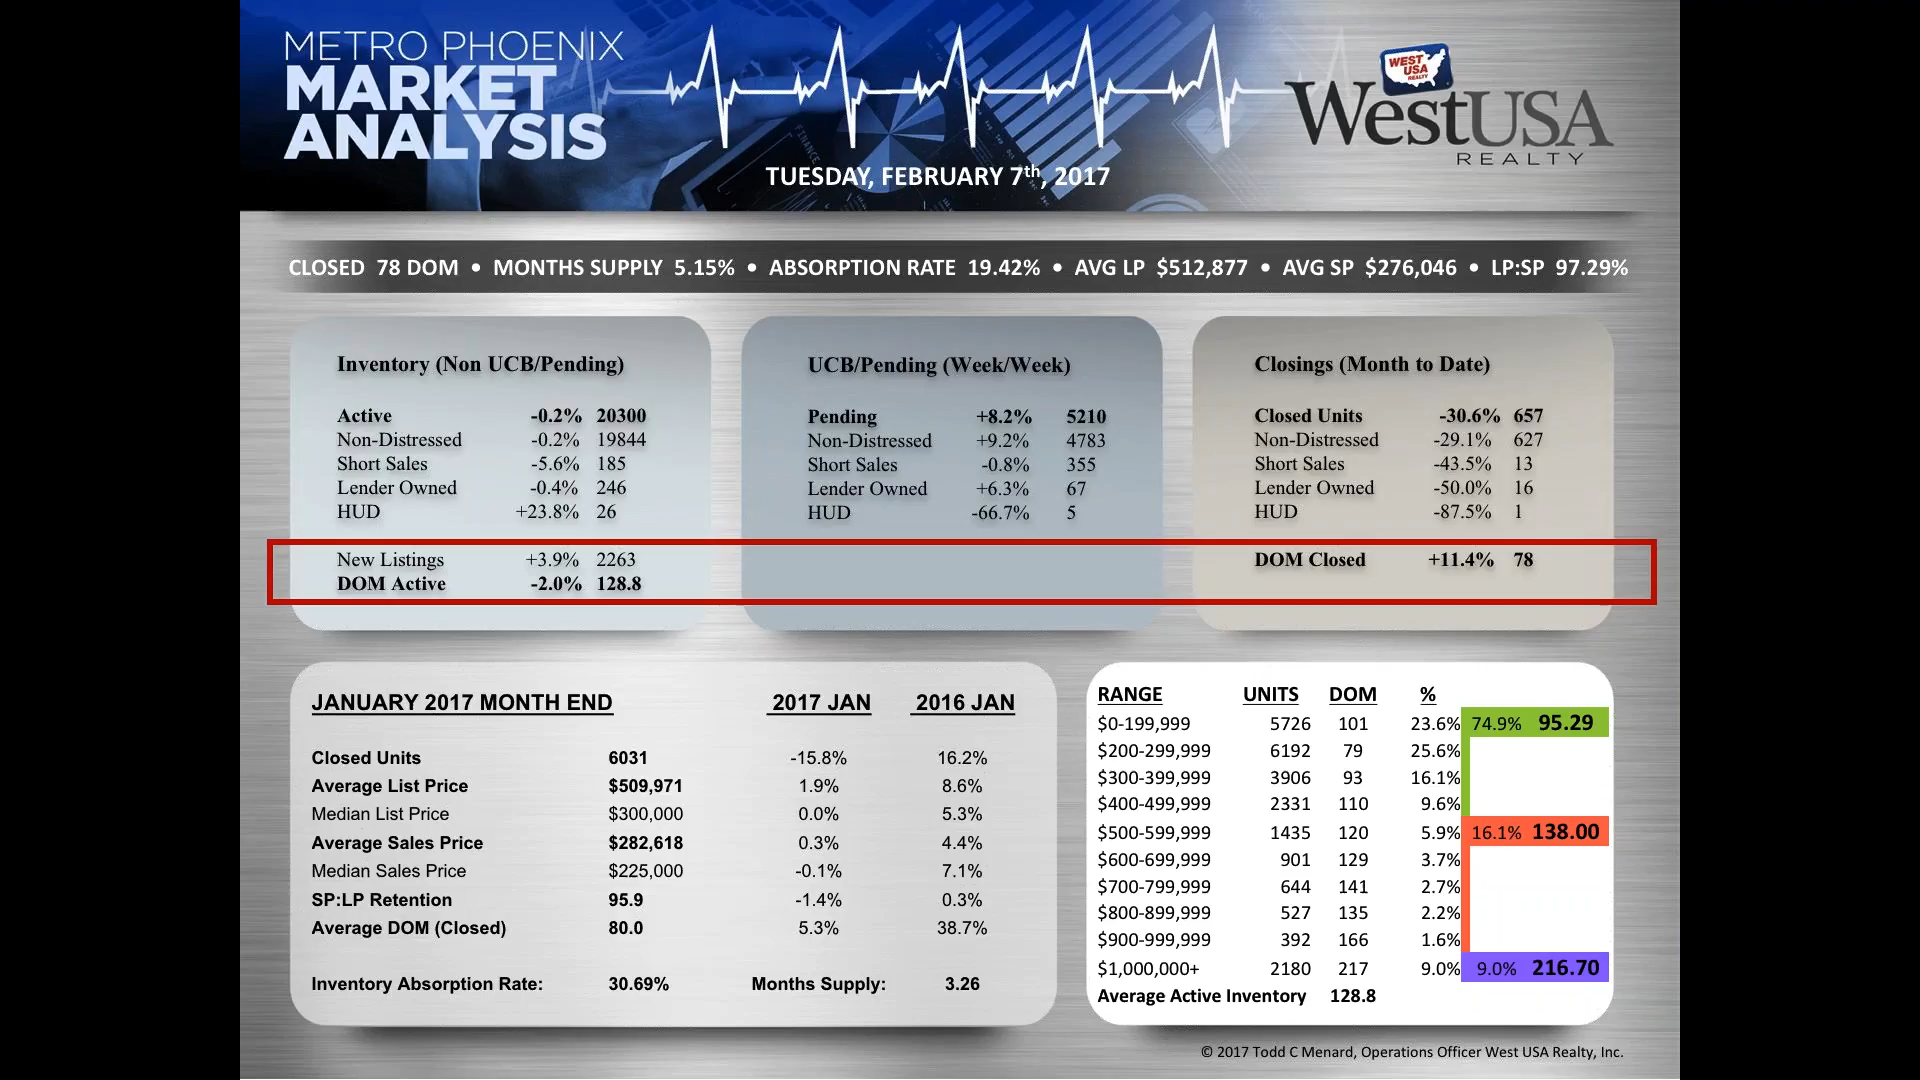 METRO PHOENIX
MARKET
ANALYSIS
TUESDAY, FEBRUARY 7th, 2017
WEST
USA
REALTY
WestUSA
REALTY
CLOSED 78 DOM • MONTHS SUPPLY 5.15% • ABSORPTION RATE 19.42% • AVG LP $512,877 • AVG SP $276,046 • LP:SP 97.29%
Inventory (Non UCB/Pending)
Active -0.2% 20300
Non-Distressed -0.2% 19844
Short Sales -5.6% 185
Lender Owned -0.4% 246
HUD +23.8% 26
New Listings +3.9% 2263
DOM Active -2.0% 128.8
UCB/Pending (Week/Week)
Pending +8.2% 5210
Non-Distressed +9.2% 4783
Short Sales -0.8% 355
Lender Owned +6.3% 67
HUD -66.7% 5
Closings (Month to Date)
Closed Units -30.6% 657
Non-Distressed -29.1% 627
Short Sales -43.5% 13
Lender Owned -50.0% 16
HUD -87.5% 1
DOM Closed +11.4% 78
JANUARY 2017 MONTH END 2017 JAN 2016 JAN
Closed Units 6031 -15.8% 16.2%
Average List Price $509,971 1.9% 8.6%
Median List Price $300,000 0.0% 5.3%
Average Sales Price $282,618 0.3% 4.4%
Median Sales Price $225,000 -0.1% 7.1%
SP:LP Retention 95.9 -1.4% 0.3%
Average DOM (Closed) 80.0 5.3% 38.7%
Inventory Absorption Rate: 30.69% Months Supply: 3.26
RANGE UNITS DOM %
$0-199,999 5726 101 23.6% 74.9% 95.29
$200-299,999 6192 79 25.6%
$300-399,999 3906 93 16.1%
$400-499,999 2331 110 9.6%
$500-599,999 1435 120 5.9% 16.1% 138.00
$600-699,999 901 129 3.7%
$700-799,999 644 141 2.7%
$800-899,999 527 135 2.2%
$900-999,999 392 166 1.6%
$1,000,000+ 2180 217 9.0% 9.0% 216.70
Average Active Inventory 128.8
© 2017 Todd C Menard, Operations Officer West USA Realty, Inc.